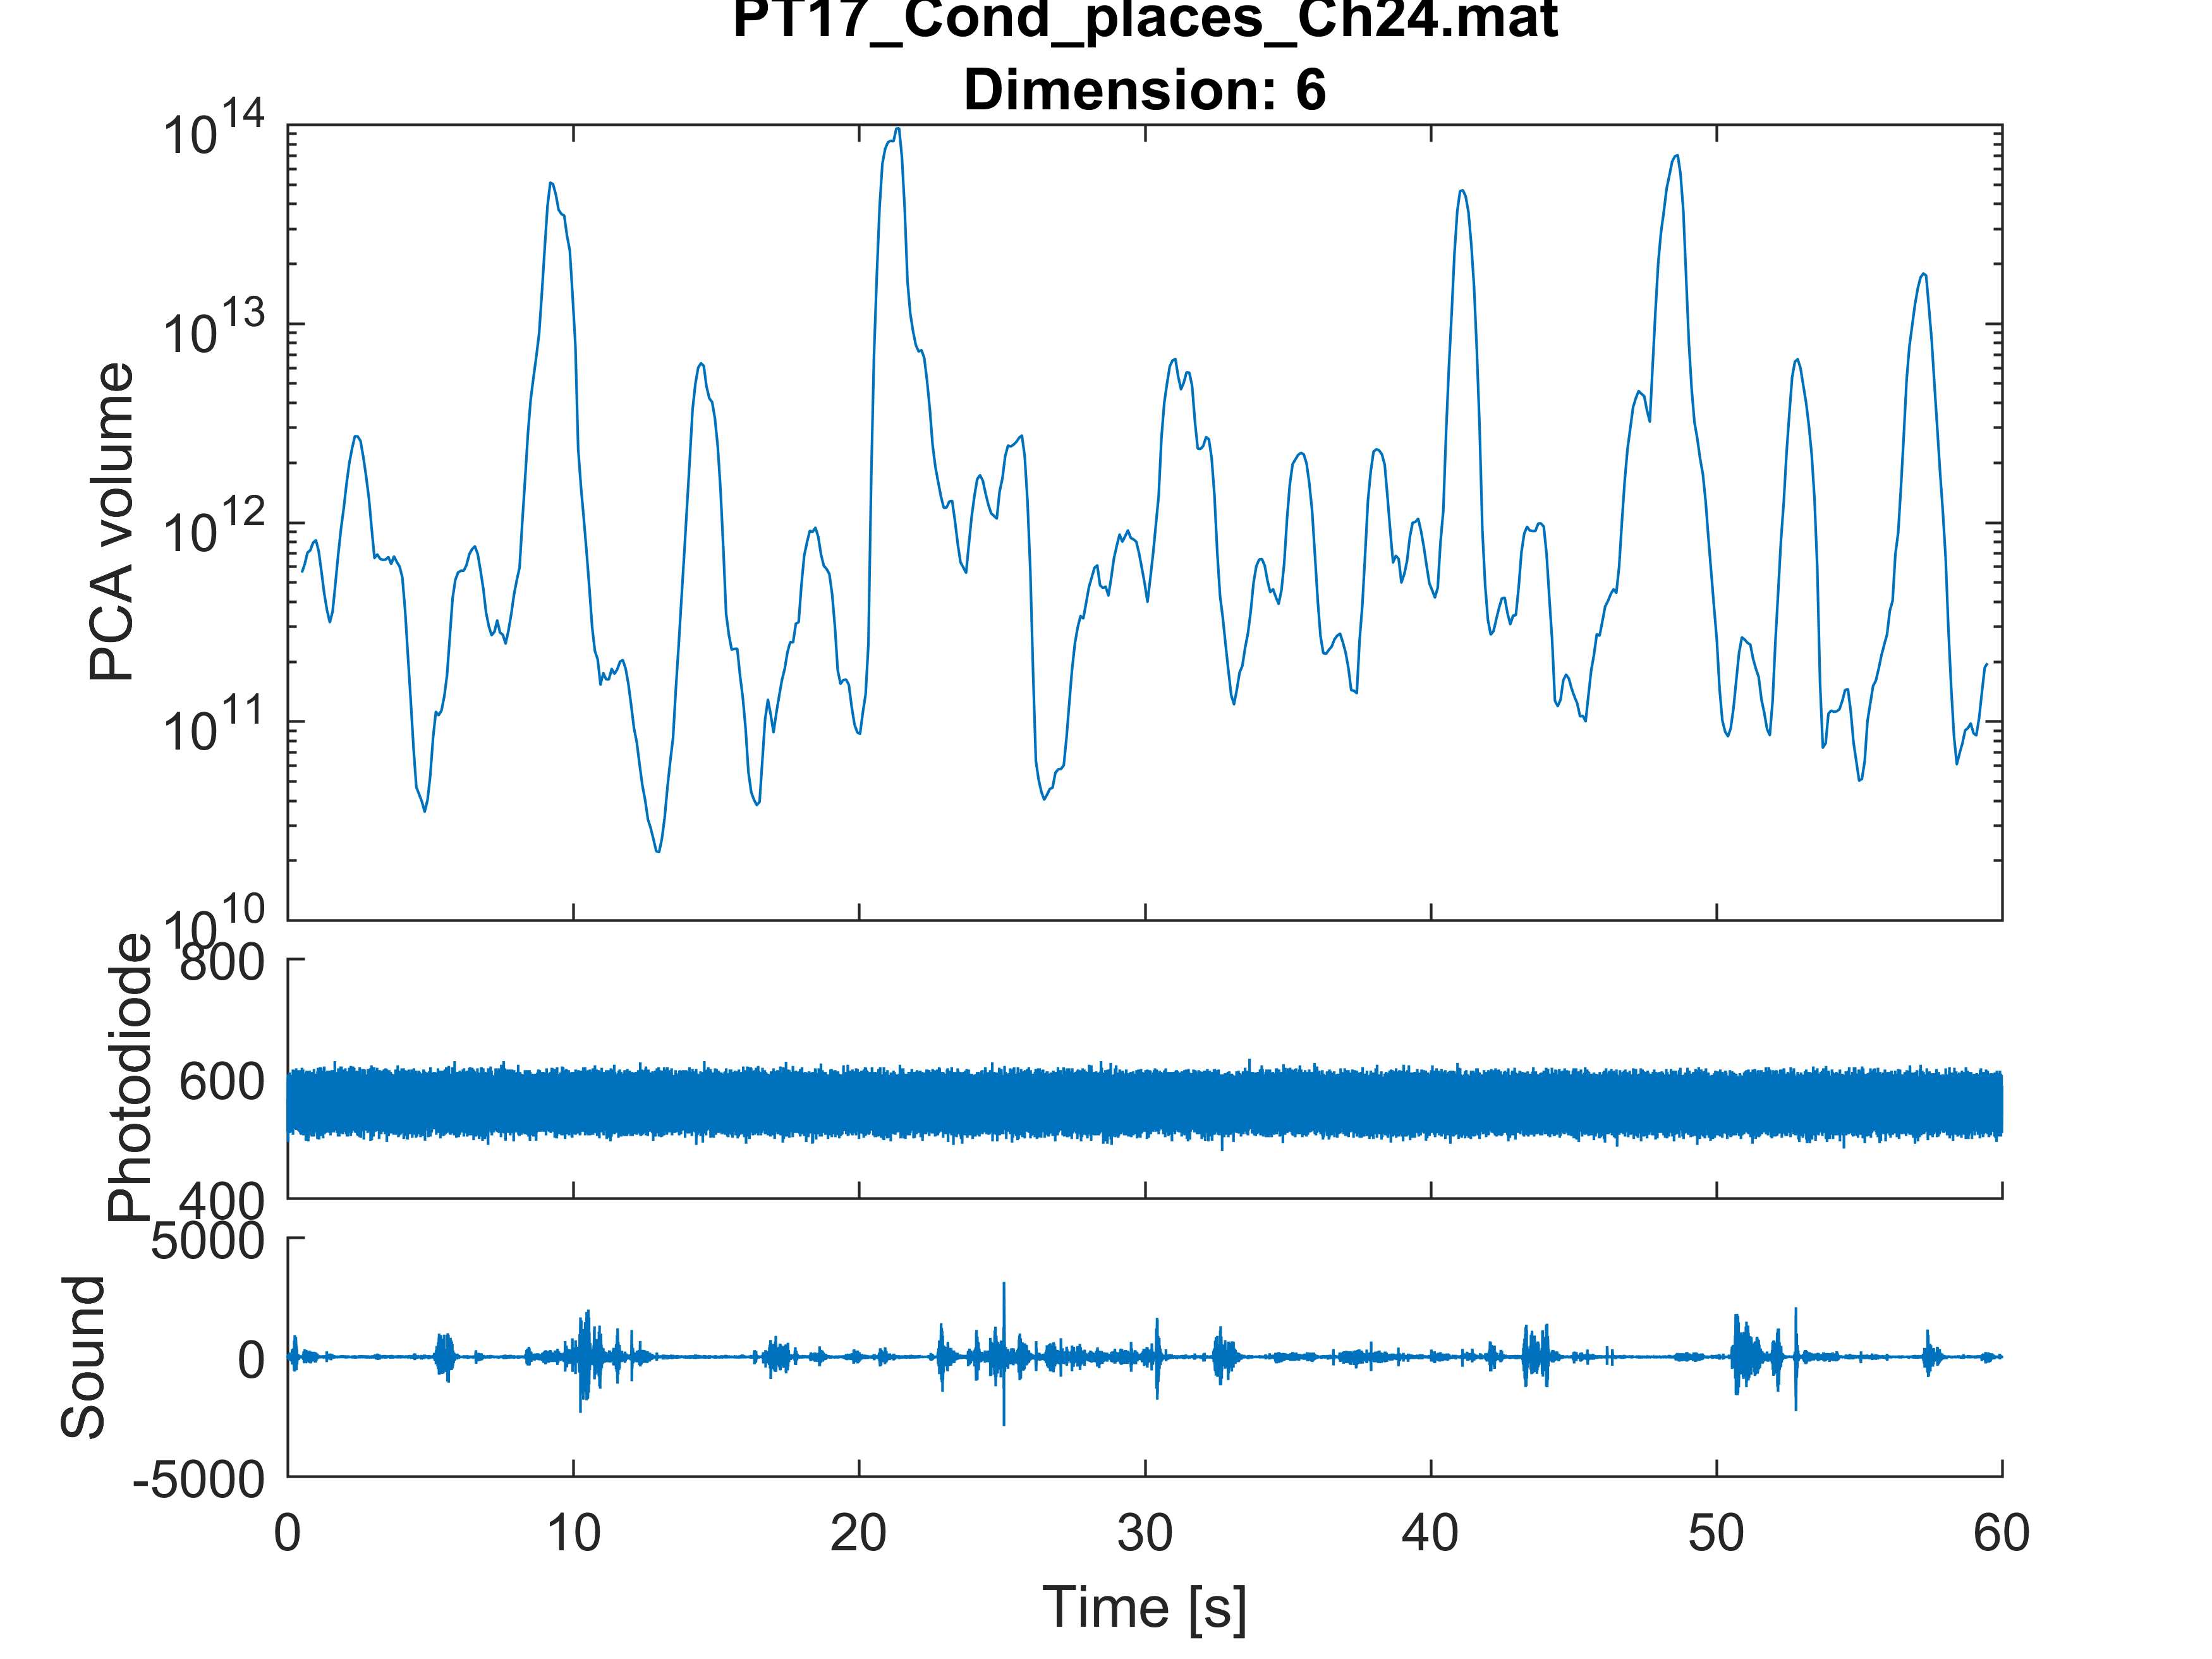 PT17_Cond_places_Ch24.mat
Dimension: 6
10^14
10^13
10^12
10^11
10^10
PCA volume
800
600
400
Photodiode
5000
0
-5000
Sound
0 10 20 30 40 50 60
Time [s]